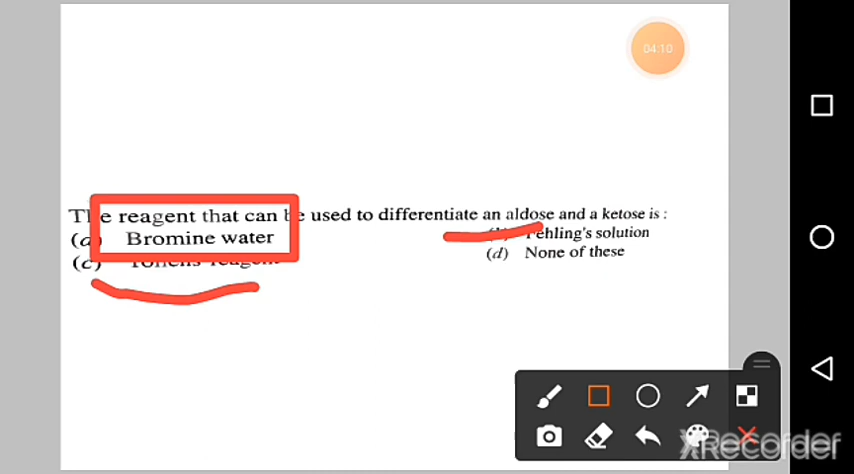 04:10
The reagent that can be used to differentiate an aldose and a ketose is :
(a) Bromine water
(b) Fehling's solution
(c) Tollens reagent
(d) None of these
XRecorder